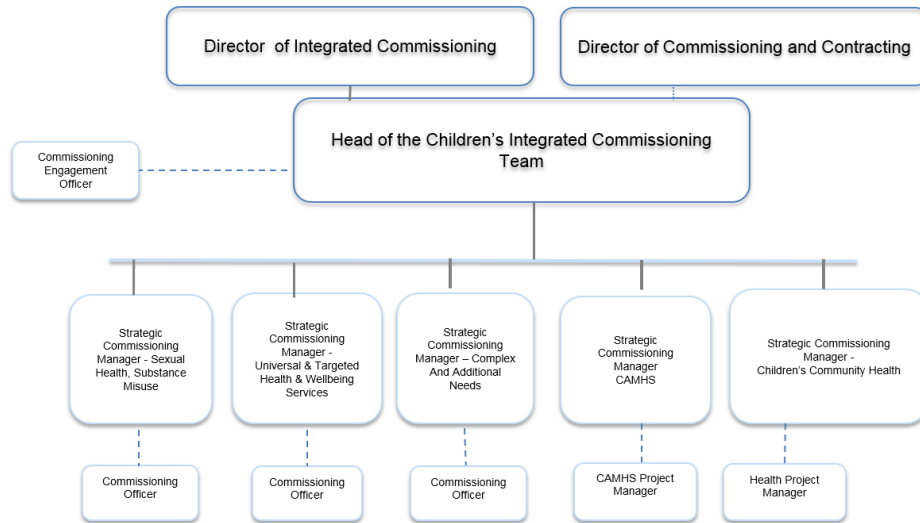 Director of Integrated Commissioning
Director of Commissioning and Contracting
Head of the Children's Integrated Commissioning
Team
Commissioning
Engagement
Officer
Strategic
Commissioning
Manager - Sexual
Health, Substance
Misuse
Strategic
Commissioning
Manager -
Universal & Targeted
Health & Wellbeing
Services
Strategic
Commissioning
Manager – Complex
And Additional
Needs
Strategic
Commissioning
Manager
CAMHS
Strategic Commissioning
Manager -
Children's Community Health
Commissioning
Officer
Commissioning
Officer
Commissioning
Officer
CAMHS Project
Manager
Health Project
Manager